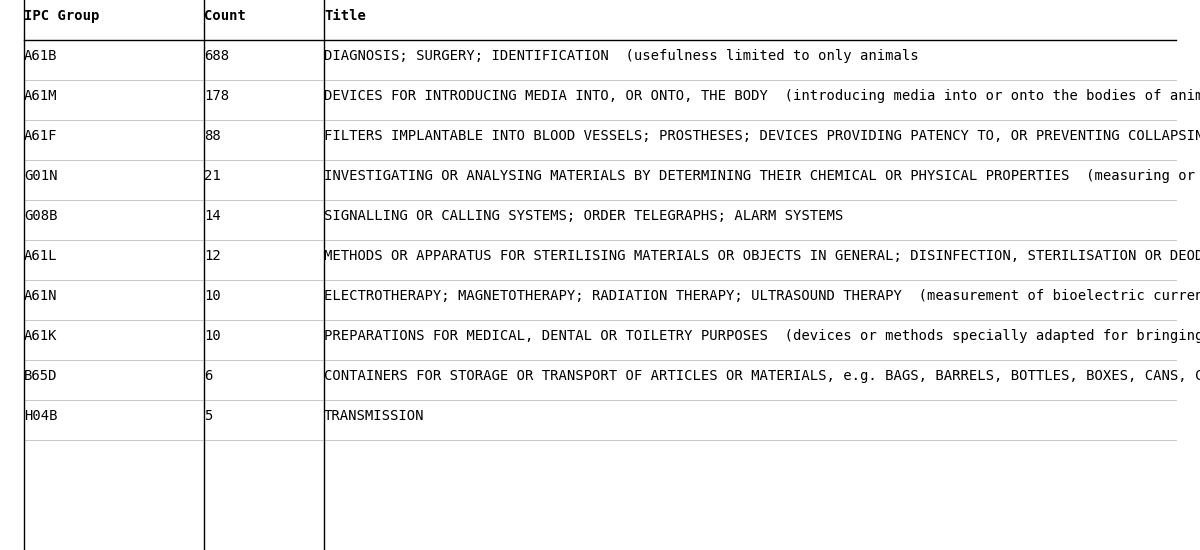 IPC Group Count Title
A61B 688 DIAGNOSIS; SURGERY; IDENTIFICATION (usefulness limited to only animals
A61M 178 DEVICES FOR INTRODUCING MEDIA INTO, OR ONTO, THE BODY (introducing media into or onto the bodies of anim
A61F 88 FILTERS IMPLANTABLE INTO BLOOD VESSELS; PROSTHESES; DEVICES PROVIDING PATENCY TO, OR PREVENTING COLLAPSIN
G01N 21 INVESTIGATING OR ANALYSING MATERIALS BY DETERMINING THEIR CHEMICAL OR PHYSICAL PROPERTIES (measuring or
G08B 14 SIGNALLING OR CALLING SYSTEMS; ORDER TELEGRAPHS; ALARM SYSTEMS
A61L 12 METHODS OR APPARATUS FOR STERILISING MATERIALS OR OBJECTS IN GENERAL; DISINFECTION, STERILISATION OR DEOD
A61N 10 ELECTROTHERAPY; MAGNETOTHERAPY; RADIATION THERAPY; ULTRASOUND THERAPY (measurement of bioelectric curren
A61K 10 PREPARATIONS FOR MEDICAL, DENTAL OR TOILETRY PURPOSES (devices or methods specially adapted for bringing
B65D 6 CONTAINERS FOR STORAGE OR TRANSPORT OF ARTICLES OR MATERIALS, e.g. BAGS, BARRELS, BOTTLES, BOXES, CANS, C
H04B 5 TRANSMISSION